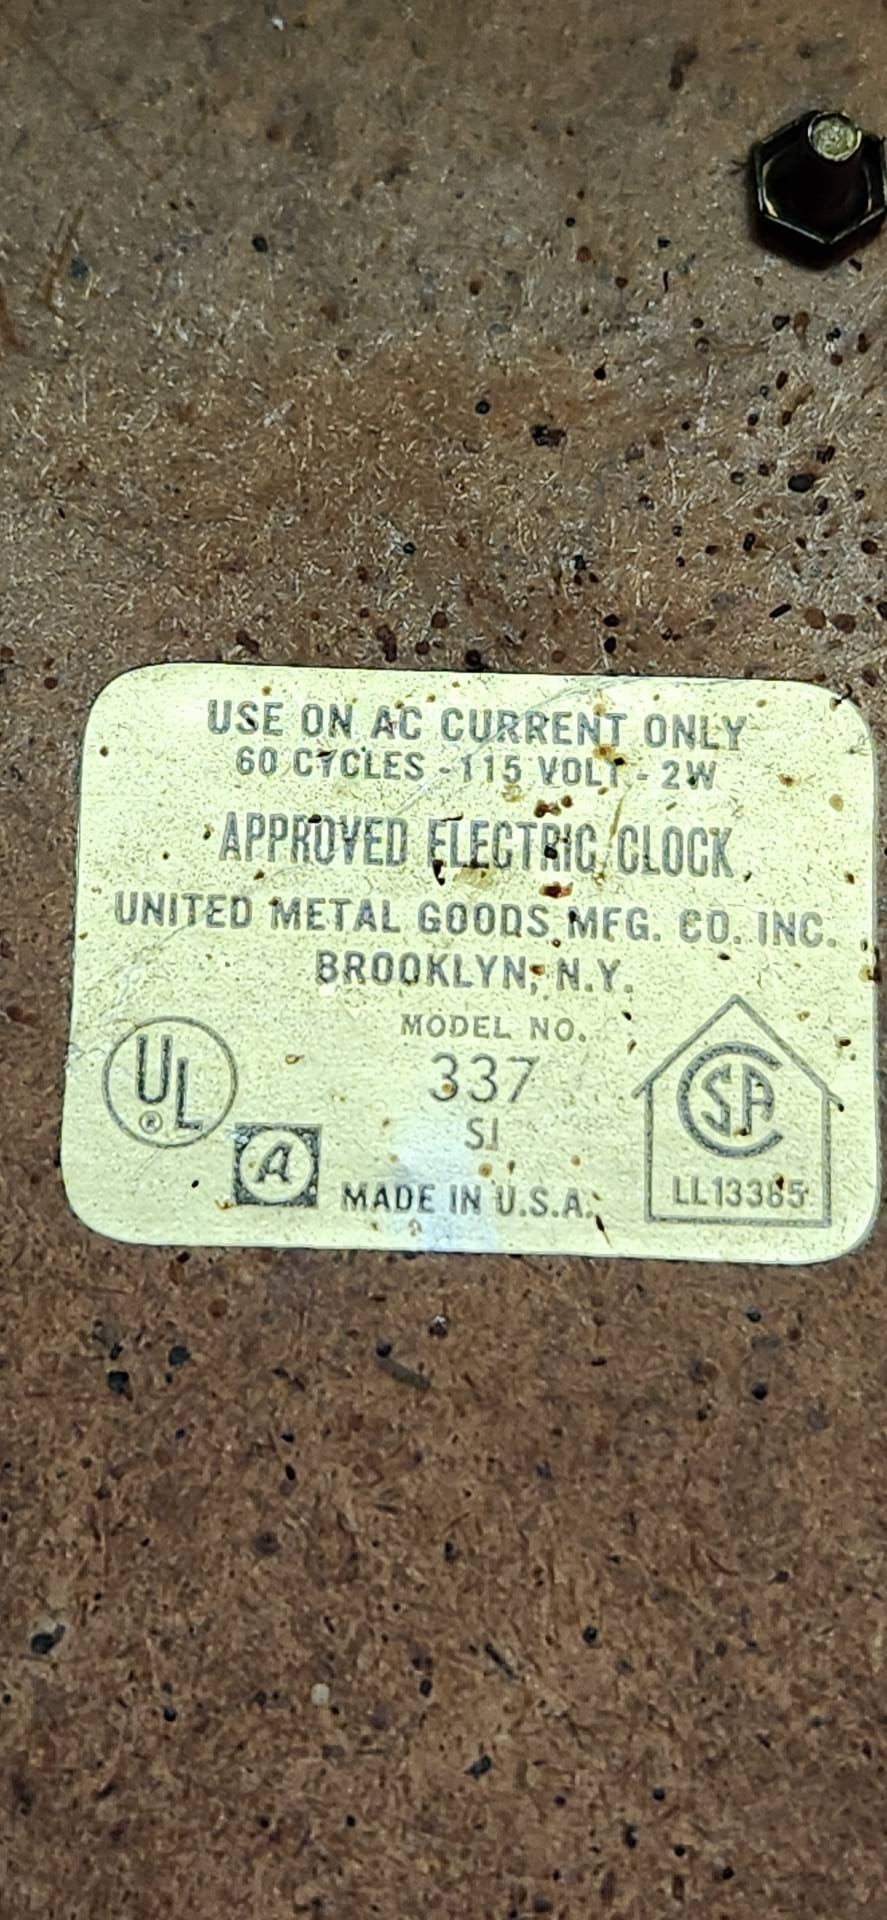 USE ON AC CURRENT ONLY
60 CYCLES - 115 VOLT - 2W
APPROVED ELECTRIC CLOCK
UNITED METAL GOODS MFG. CO. INC.
BROOKLYN, N.Y.
MODEL NO.
337
SJ
UL
®
A
MADE IN U.S.A.
CSA
LL13365